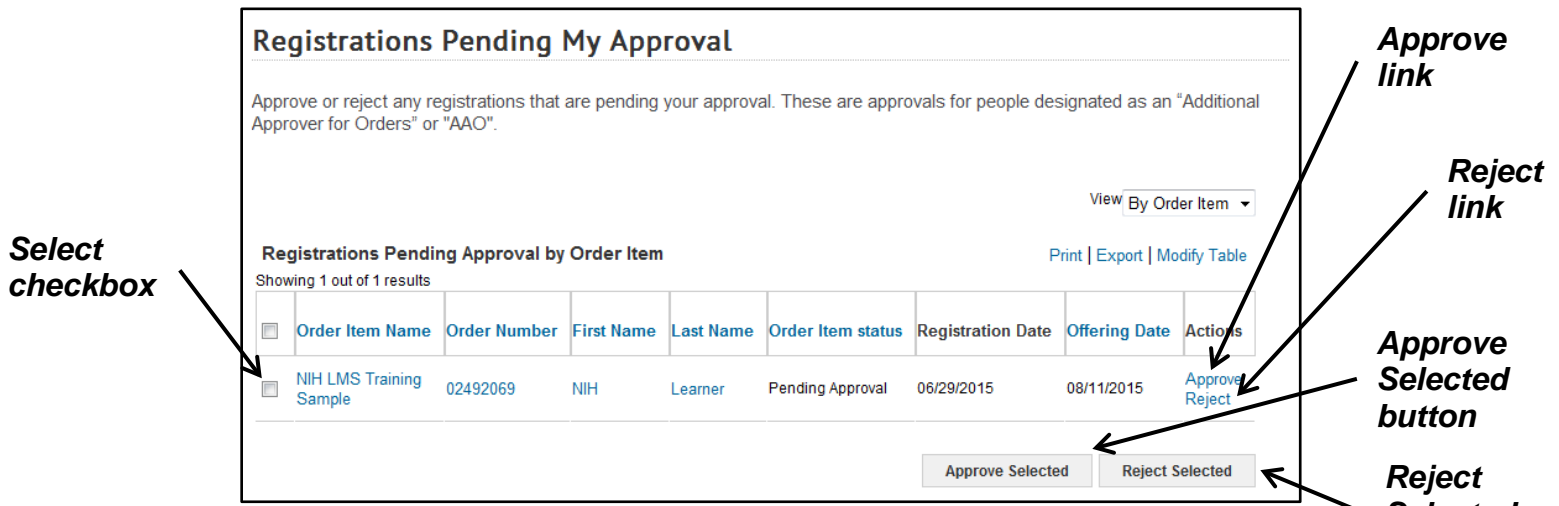 Registrations Pending My Approval
Approve or reject any registrations that are pending your approval. These are approvals for people designated as an “Additional
Approver for Orders” or "AAO".
View By Order Item
Registrations Pending Approval by Order Item
Print | Export | Modify Table
Showing 1 out of 1 results
Order Item Name Order Number First Name Last Name Order Item status Registration Date Offering Date Actions
NIH LMS Training
Sample
02492069 NIH Learner Pending Approval 06/29/2015 08/11/2015
Approve
Reject
Approve Selected Reject Selected
Select
checkbox
Approve
link
Reject
link
Approve
Selected
button
Reject